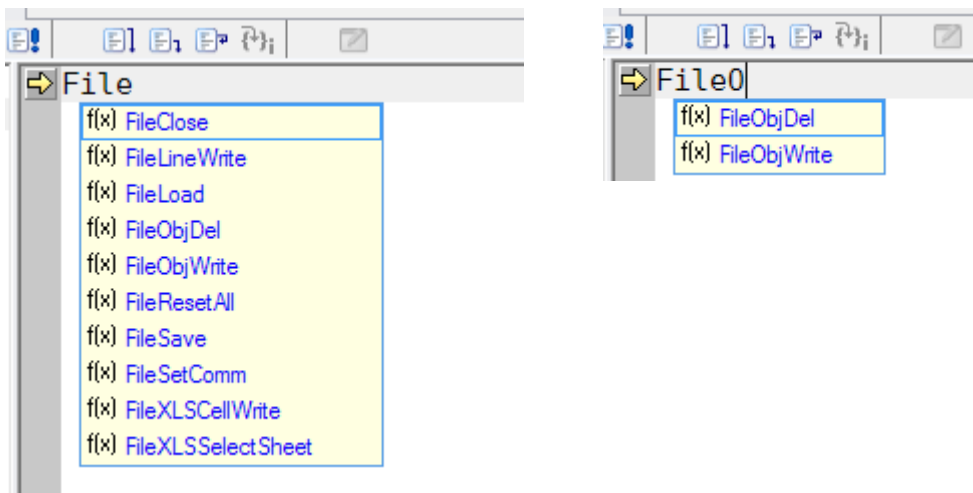 File
f(x) FileClose
f(x) FileLineWrite
f(x) FileLoad
f(x) FileObjDel
f(x) FileObjWrite
f(x) FileResetAll
f(x) FileSave
f(x) FileSetComm
f(x) FileXLSCellWrite
f(x) FileXLSSelectSheet
FileO
f(x) FileObjDel
f(x) FileObjWrite